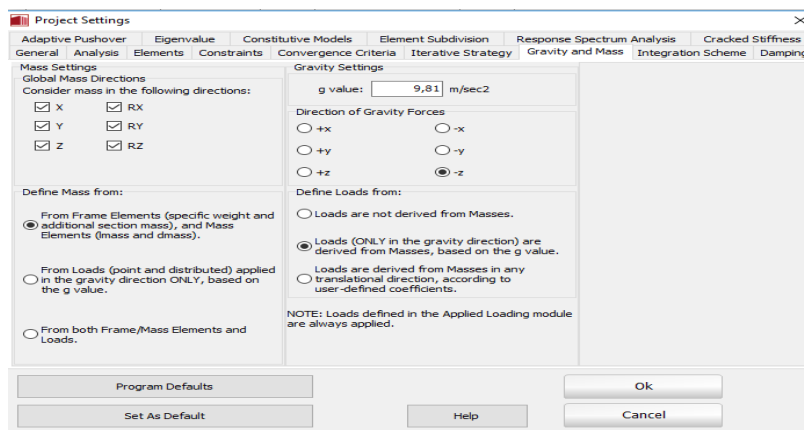 Project Settings
Adaptive Pushover Eigenvalue Constitutive Models Element Subdivision Response Spectrum Analysis Cracked Stiffness
General Analysis Elements Constraints Convergence Criteria Iterative Strategy Gravity and Mass Integration Scheme Damping
Mass Settings
Global Mass Directions
Consider mass in the following directions:
X RX
Y RY
Z RZ
Define Mass from:
From Frame Elements (specific weight and
additional section mass), and Mass
Elements (lmass and dmass).
From Loads (point and distributed) applied
in the gravity direction ONLY, based on
the g value.
From both Frame/Mass Elements and
Loads.
Gravity Settings
g value: 9,81 m/sec2
Direction of Gravity Forces
+x -x
+y -y
+z -z
Define Loads from:
Loads are not derived from Masses.
Loads (ONLY in the gravity direction) are
derived from Masses, based on the g value.
Loads are derived from Masses in any
translational direction, according to
user-defined coefficients.
NOTE: Loads defined in the Applied Loading module
are always applied.
Program Defaults Ok
Set As Default Help Cancel